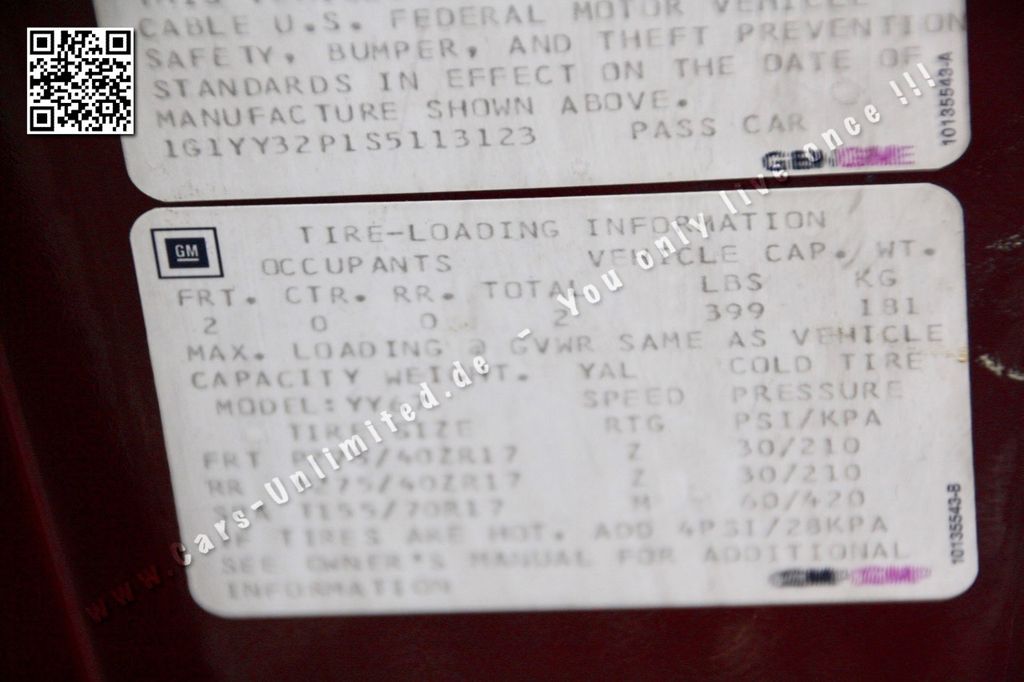 CABLE U.S. FEDERAL MOTOR VEHICLE
SAFETY, BUMPER, AND THEFT PREVENTION
STANDARDS IN EFFECT ON THE DATE OF
MANUFACTURE SHOWN ABOVE.
1G1YY32P1S5113123 PASS CAR
10135543-A
GM
TIRE-LOADING INFORMATION
OCCUPANTS VEHICLE CAP. WT.
FRT. CTR. RR. TOTAL LBS KG
2 0 0 2 399 181
MAX. LOADING @ GVWR SAME AS VEHICLE
CAPACITY WEIGHT. YAL COLD TIRE
MODEL: SPEED PRESSURE
TIRE SIZE RTG PSI/KPA
FRT P275/40ZR17 Z 30/210
RR P275/40ZR17 Z 30/210
T155/70R17 M 60/420
IF TIRES ARE HOT, ADD 4PSI/28KPA
SEE OWNER'S MANUAL FOR ADDITIONAL
INFORMATION
10135543-B
www.Cars-Unlimited.de - You only live once !!!